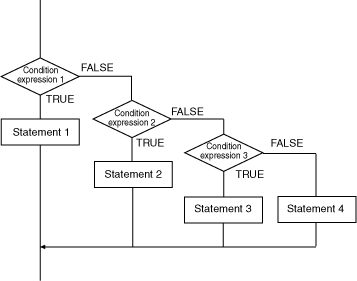 Condition
expression 1
FALSE
TRUE
Statement 1
Condition
expression 2
FALSE
TRUE
Statement 2
Condition
expression 3
FALSE
TRUE
Statement 3
Statement 4